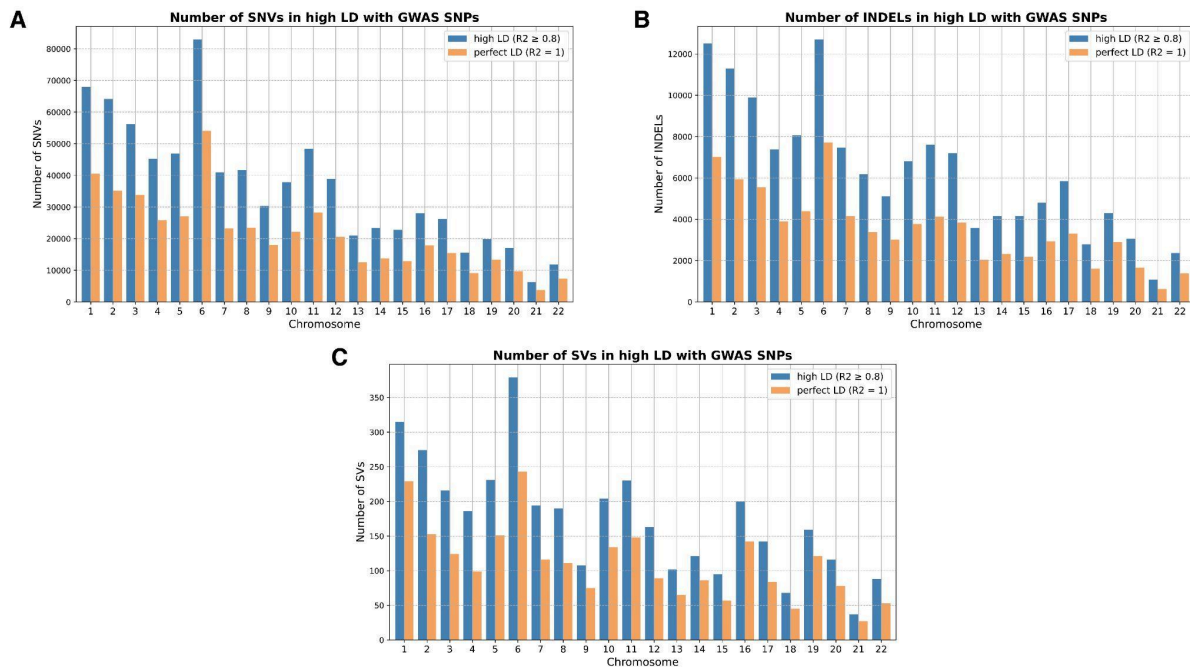 A
Number of SNVs in high LD with GWAS SNPs
high LD (R2 ≥ 0.8)
perfect LD (R2 = 1)
Number of SNVs
80000
70000
60000
50000
40000
30000
20000
10000
0
1 2 3 4 5 6 7 8 9 10 11 12 13 14 15 16 17 18 19 20 21 22
Chromosome
B
Number of INDELs in high LD with GWAS SNPs
high LD (R2 ≥ 0.8)
perfect LD (R2 = 1)
Number of INDELs
12000
10000
8000
6000
4000
2000
0
1 2 3 4 5 6 7 8 9 10 11 12 13 14 15 16 17 18 19 20 21 22
Chromosome
C
Number of SVs in high LD with GWAS SNPs
high LD (R2 ≥ 0.8)
perfect LD (R2 = 1)
Number of SVs
350
300
250
200
150
100
50
0
1 2 3 4 5 6 7 8 9 10 11 12 13 14 15 16 17 18 19 20 21 22
Chromosome